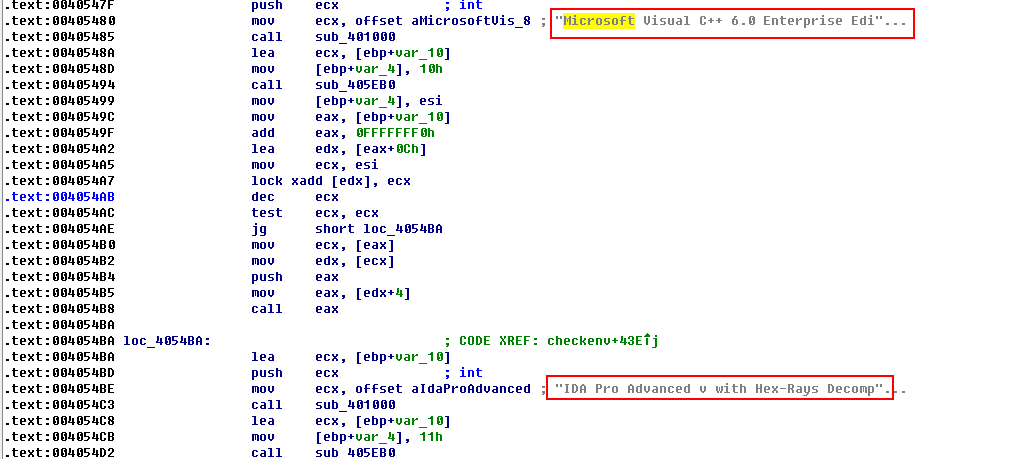 .text:0040547F push ecx ; int
.text:00405480 mov ecx, offset aMicrosoftVis_8 ; "Microsoft Visual C++ 6.0 Enterprise Edi"...
.text:00405485 call sub_401000
.text:0040548A lea ecx, [ebp+var_10]
.text:0040548D mov [ebp+var_4], 10h
.text:00405494 call sub_405EB0
.text:00405499 mov [ebp+var_4], esi
.text:0040549C mov eax, [ebp+var_10]
.text:0040549F add eax, 0FFFFFFF0h
.text:004054A2 lea edx, [eax+0Ch]
.text:004054A5 mov ecx, esi
.text:004054A7 lock xadd [edx], ecx
.text:004054AB dec ecx
.text:004054AC test ecx, ecx
.text:004054AE jg short loc_4054BA
.text:004054B0 mov ecx, [eax]
.text:004054B2 mov edx, [ecx]
.text:004054B4 push eax
.text:004054B5 mov eax, [edx+4]
.text:004054B8 call eax
.text:004054BA
.text:004054BA loc_4054BA: ; CODE XREF: checkenv+43E↑j
.text:004054BA lea ecx, [ebp+var_10]
.text:004054BD push ecx ; int
.text:004054BE mov ecx, offset aIdaProAdvanced ; "IDA Pro Advanced v with Hex-Rays Decomp"...
.text:004054C3 call sub_401000
.text:004054C8 lea ecx, [ebp+var_10]
.text:004054CB mov [ebp+var_4], 11h
.text:004054D2 call sub_405EB0